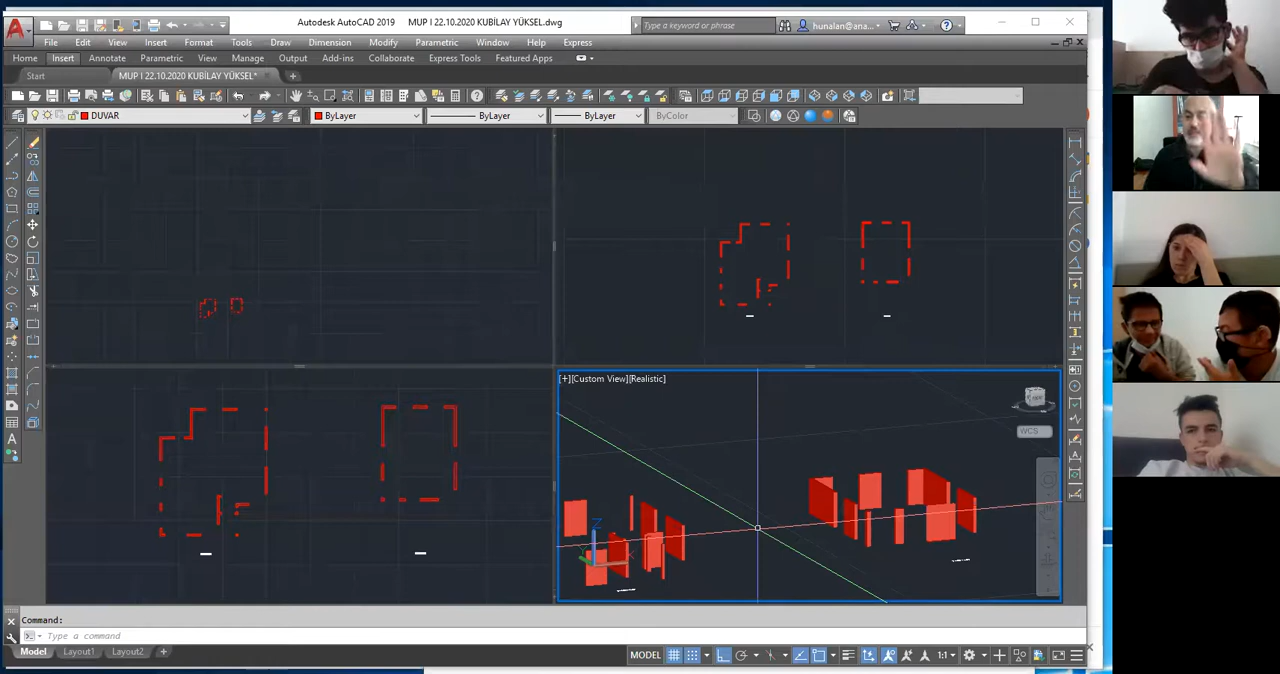 Autodesk AutoCAD 2019 MUP I 22.10.2020 KUBİLAY YÜKSEL.dwg
Type a keyword or phrase
hunalan@ana...
File Edit View Insert Format Tools Draw Dimension Modify Parametric Window Help Express
Home Insert Annotate Parametric View Manage Output Add-ins Collaborate Express Tools Featured Apps
Start MUP I 22.10.2020 KUBİLAY YÜKSEL*
DUVAR ByLayer ByLayer ByLayer ByColor
[+][Custom View][Realistic]
WCS
Z
X
Command:
Type a command
Model Layout1 Layout2
MODEL 1:1